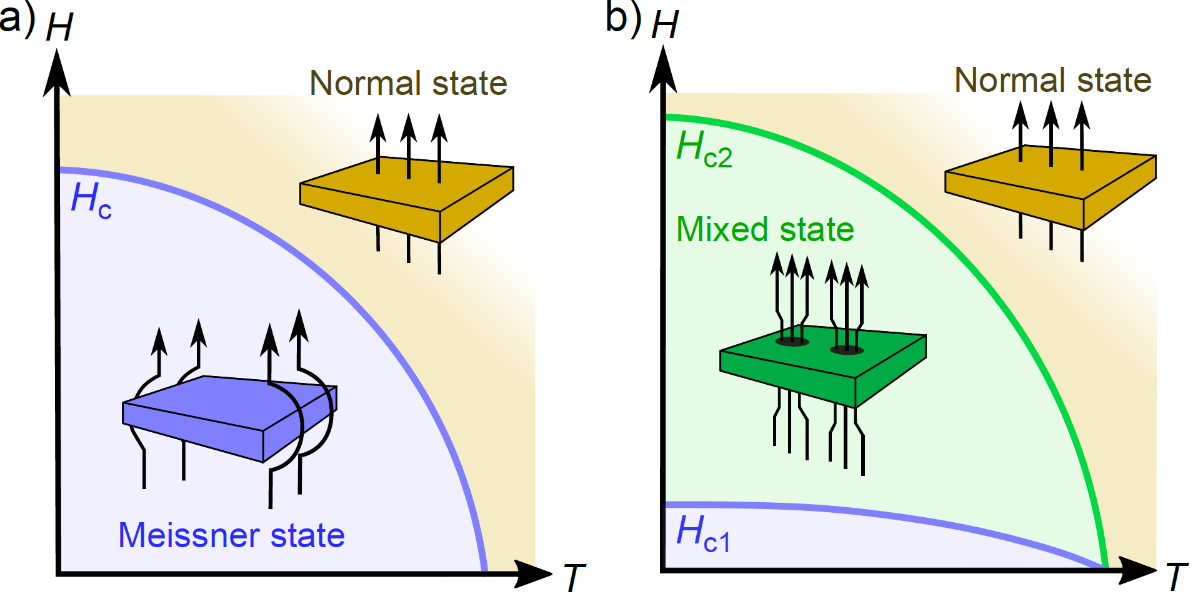 a) H
Normal state
Hc
Meissner state
T
b) H
Normal state
Hc2
Mixed state
Hc1
T